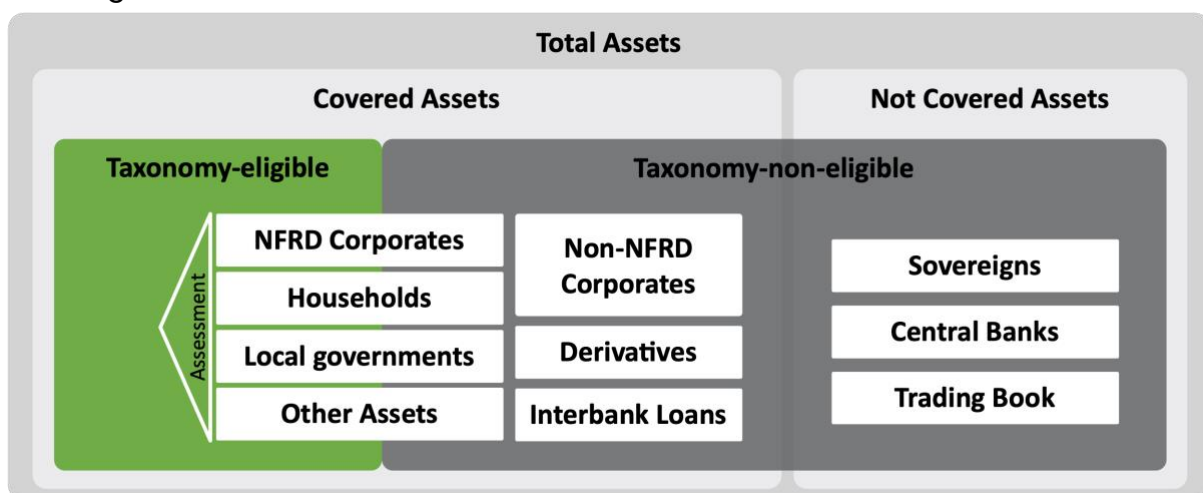 Total Assets
Covered Assets
Not Covered Assets
Taxonomy-eligible
Taxonomy-non-eligible
Assessment
NFRD Corporates
Households
Local governments
Other Assets
Non-NFRD
Corporates
Derivatives
Interbank Loans
Sovereigns
Central Banks
Trading Book